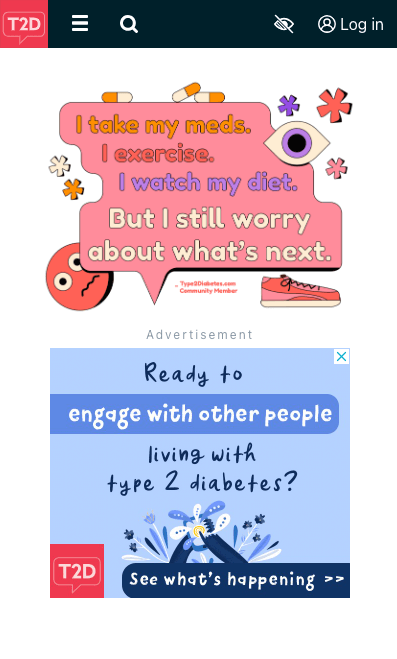 T2D
Log in
I take my meds.
I exercise.
I watch my diet.
But I still worry
about what's next.
- Type2Diabetes.com
Community Member
Advertisement
Ready to
engage with other people
living with
type 2 diabetes?
T2D
See what's happening >>